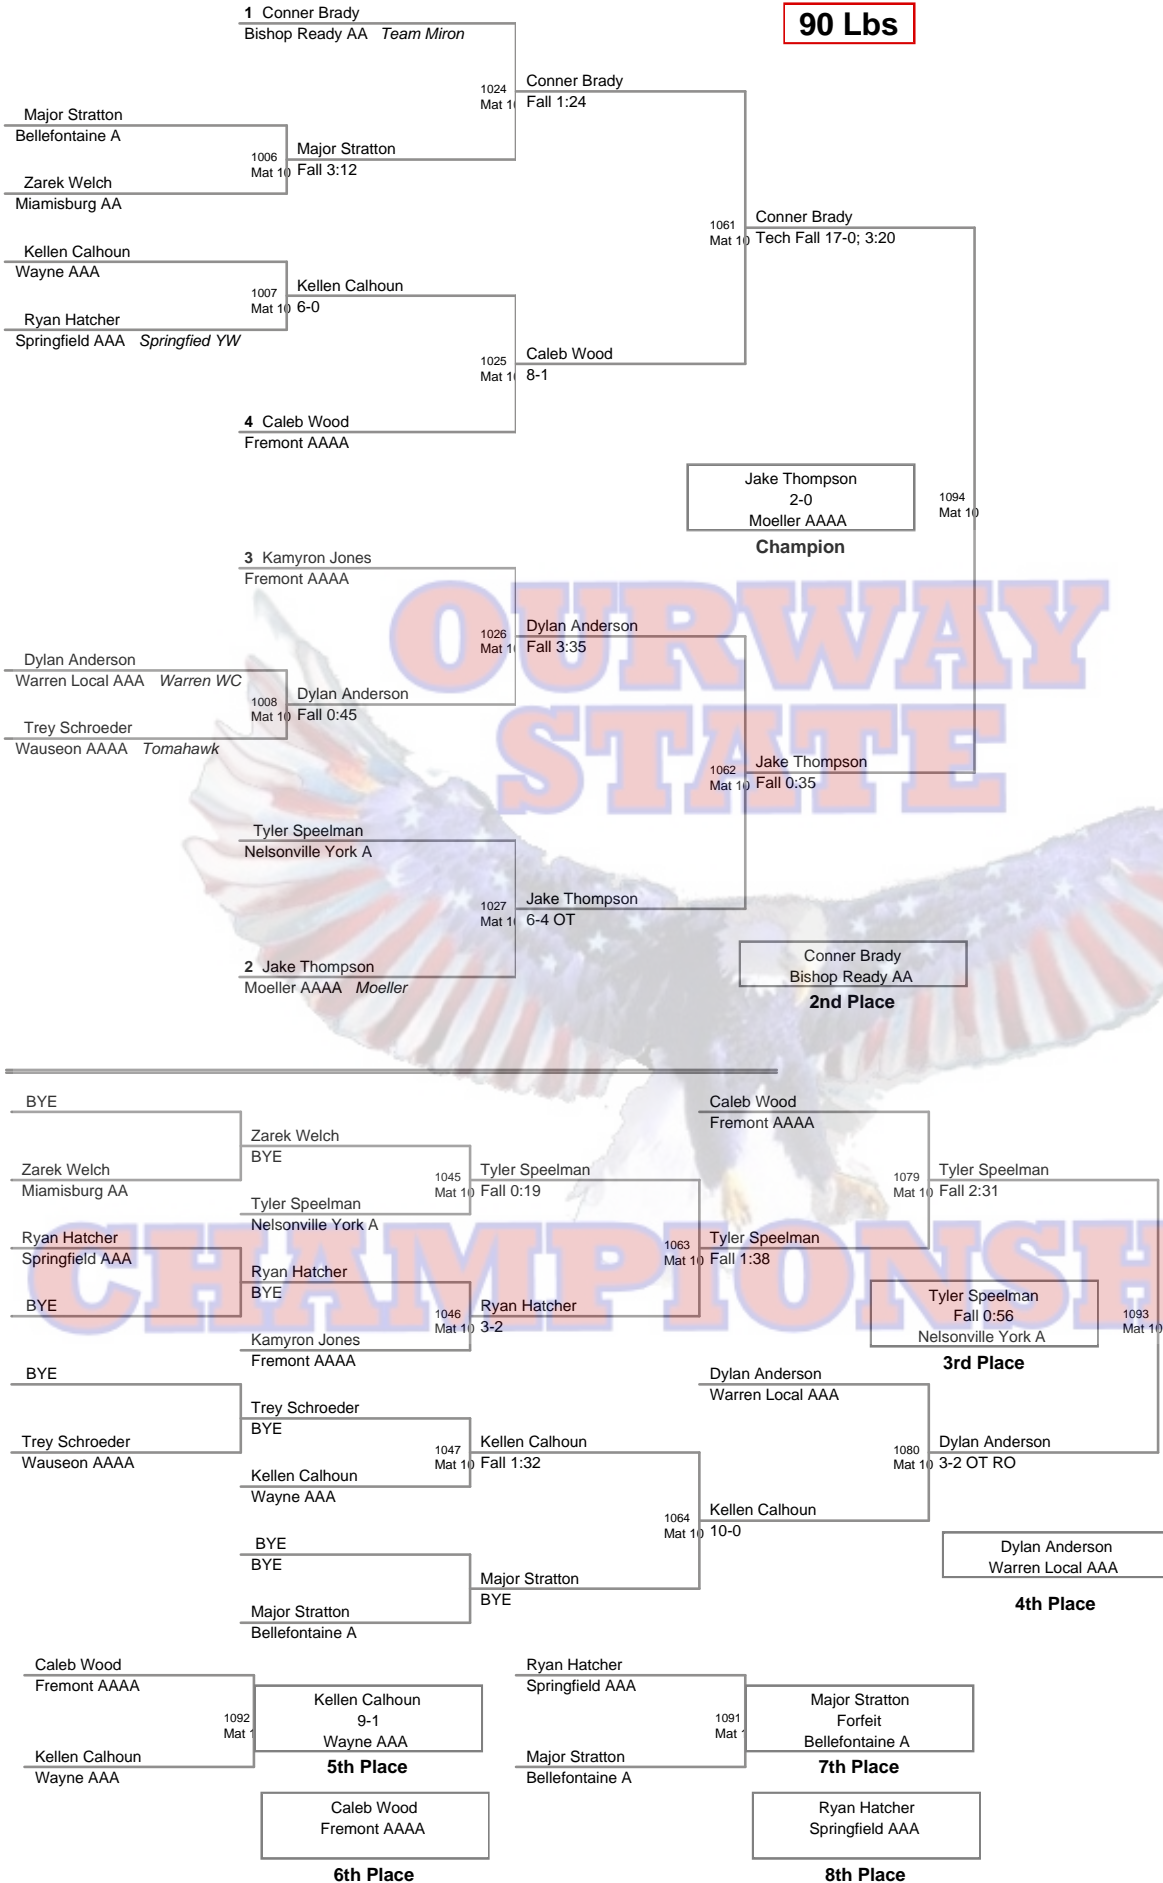 90 Lbs
1 Conner Brady
Bishop Ready AA Team Miron
1024
Mat 1
Conner Brady
Fall 1:24
Major Stratton
Bellefontaine A
1006
Mat 10
Major Stratton
Fall 3:12
Zarek Welch
Miamisburg AA
1061
Mat 10
Conner Brady
Tech Fall 17-0; 3:20
Kellen Calhoun
Wayne AAA
1007
Mat 10
Kellen Calhoun
6-0
Ryan Hatcher
Springfield AAA Springfied YW
1025
Mat 1
Caleb Wood
8-1
4 Caleb Wood
Fremont AAAA
Jake Thompson
2-0
Moeller AAAA
Champion
1094
Mat 10
3 Kamyron Jones
Fremont AAAA
OURWAY
STATE
1026
Mat 1
Dylan Anderson
Fall 3:35
Dylan Anderson
Warren Local AAA Warren WC
1008
Mat 10
Dylan Anderson
Fall 0:45
Trey Schroeder
Wauseon AAAA Tomahawk
1062
Mat 10
Jake Thompson
Fall 0:35
Tyler Speelman
Nelsonville York A
1027
Mat 1
Jake Thompson
6-4 OT
2 Jake Thompson
Moeller AAAA Moeller
Conner Brady
Bishop Ready AA
2nd Place
BYE
Zarek Welch
BYE
Zarek Welch
Miamisburg AA
1045
Mat 10
Tyler Speelman
Fall 0:19
Tyler Speelman
Nelsonville York A
Caleb Wood
Fremont AAAA
1079
Mat 10
Tyler Speelman
Fall 2:31
CHAMPIONSH
Ryan Hatcher
Springfield AAA
Ryan Hatcher
BYE
BYE
1046
Mat 10
Ryan Hatcher
3-2
Kamyron Jones
Fremont AAAA
1063
Mat 10
Tyler Speelman
Fall 1:38
Tyler Speelman
Fall 0:56
Nelsonville York A
3rd Place
1093
Mat 10
BYE
Trey Schroeder
BYE
Trey Schroeder
Wauseon AAAA
1047
Mat 10
Kellen Calhoun
Fall 1:32
Kellen Calhoun
Wayne AAA
Dylan Anderson
Warren Local AAA
1080
Mat 10
Dylan Anderson
3-2 OT RO
1064
Mat 10
Kellen Calhoun
10-0
BYE
BYE
Major Stratton
BYE
Major Stratton
Bellefontaine A
Dylan Anderson
Warren Local AAA
4th Place
Caleb Wood
Fremont AAAA
1092
Mat 1
Kellen Calhoun
9-1
Wayne AAA
5th Place
Kellen Calhoun
Wayne AAA
Caleb Wood
Fremont AAAA
6th Place
Ryan Hatcher
Springfield AAA
1091
Mat
Major Stratton
Forfeit
Bellefontaine A
7th Place
Major Stratton
Bellefontaine A
Ryan Hatcher
Springfield AAA
8th Place